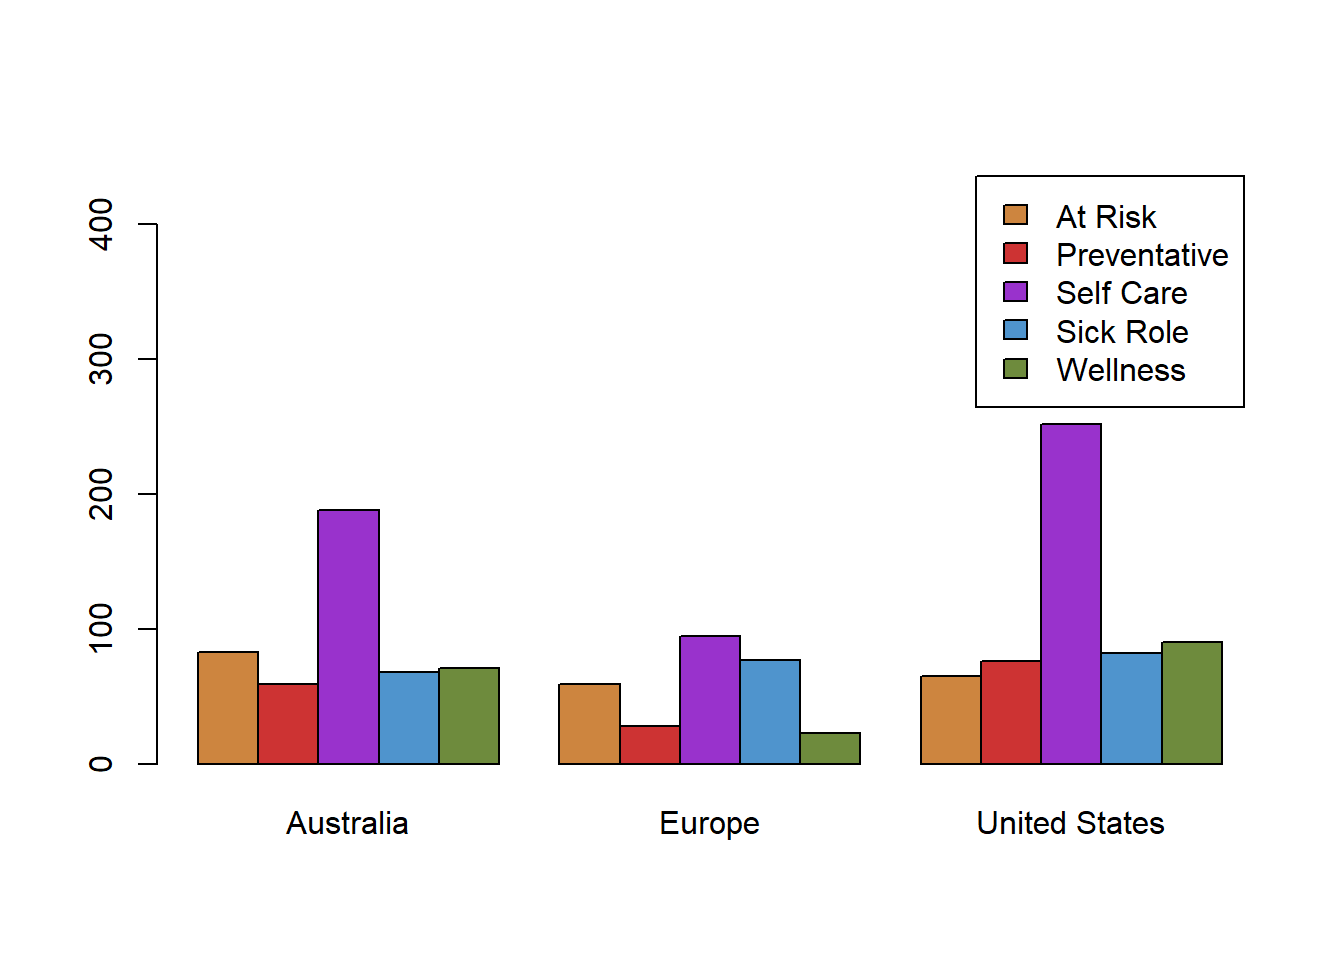 400
300
200
100
0
At Risk
Preventative
Self Care
Sick Role
Wellness
Australia
Europe
United States